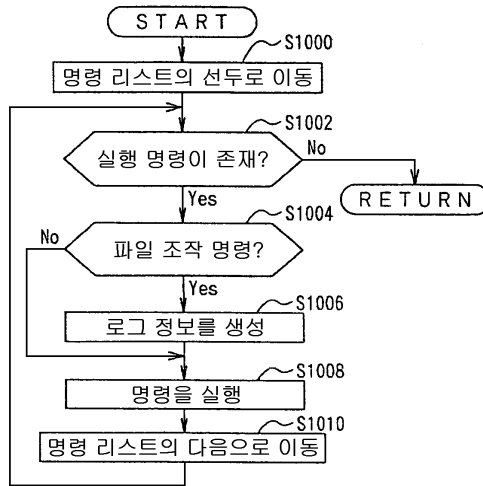 START
S1000
명령 리스트의 선두로 이동
S1002
실행 명령이 존재?
No
RETURN
Yes
S1004
No
파일 조작 명령?
Yes
S1006
로그 정보를 생성
S1008
명령을 실행
S1010
명령 리스트의 다음으로 이동